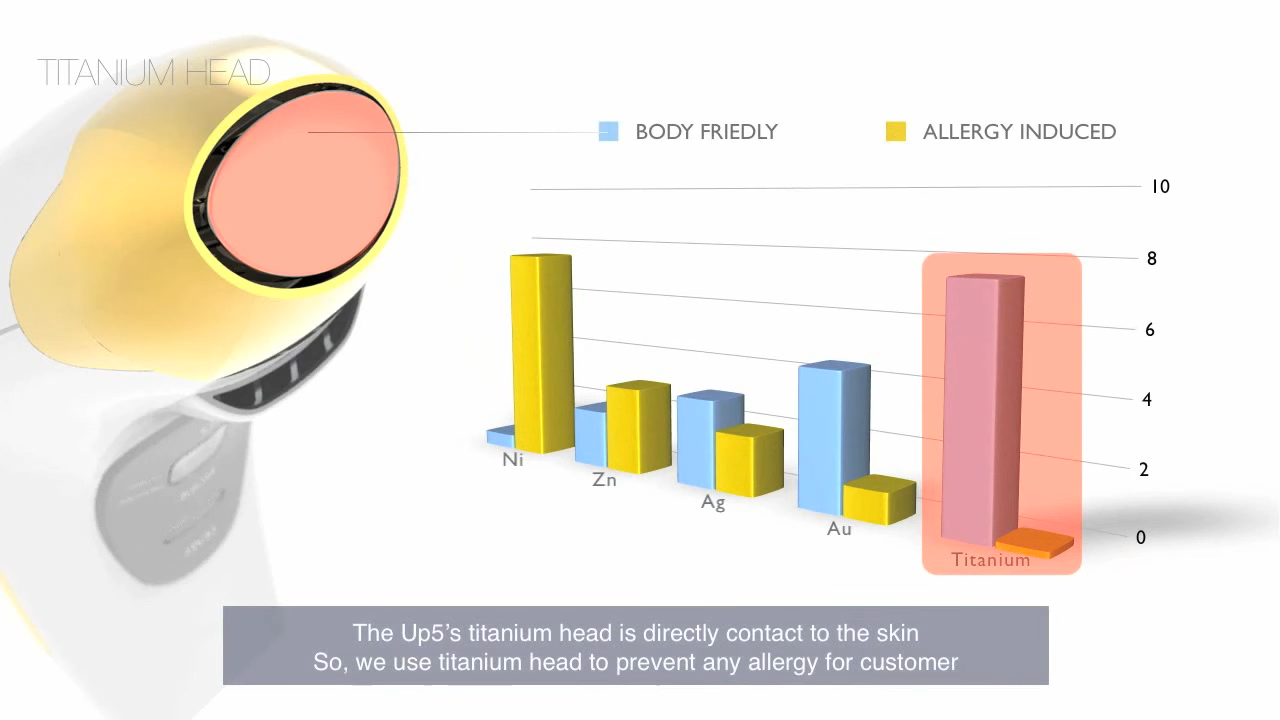 TITANIUM HEAD
BODY FRIEDLY
ALLERGY INDUCED
10
8
6
4
2
0
Ni
Zn
Ag
Au
Titanium
The Up5's titanium head is directly contact to the skin
So, we use titanium head to prevent any allergy for customer